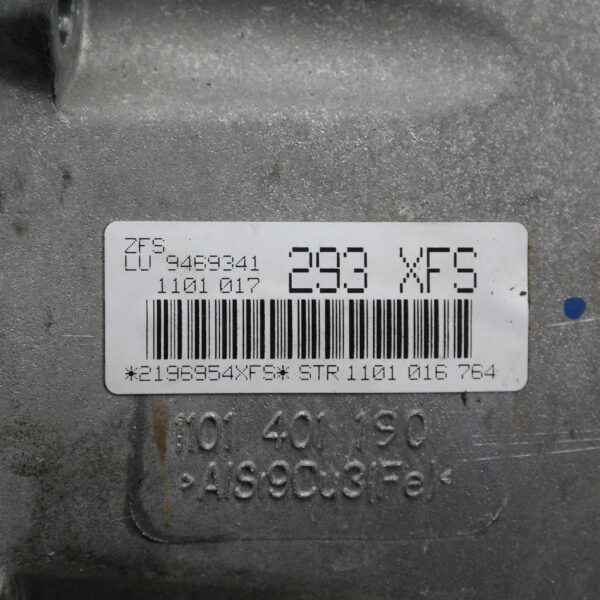 ZFS
LU 9469341 293 XFS
1101 017
*2196954XFS* STR 1101 016 764
1101 401 190
>AlSi9Cu3(Fe)<